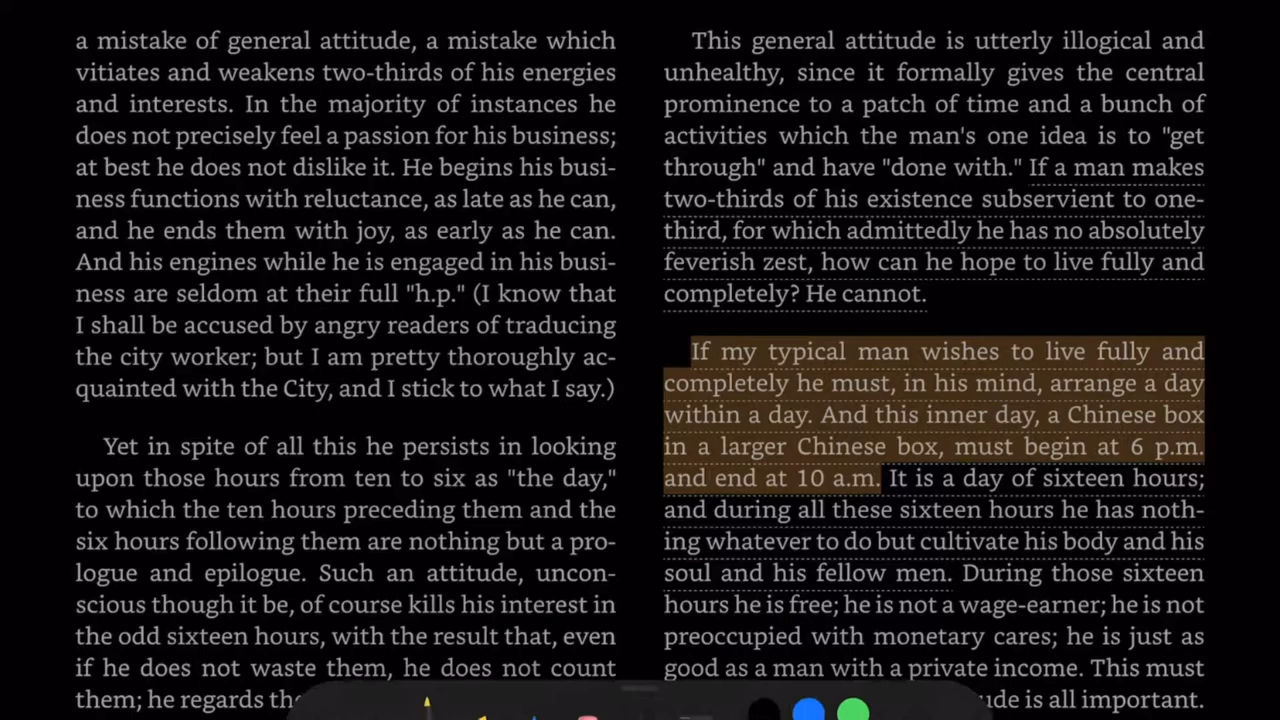 a mistake of general attitude, a mistake which
vitiates and weakens two-thirds of his energies
and interests. In the majority of instances he
does not precisely feel a passion for his business;
at best he does not dislike it. He begins his busi-
ness functions with reluctance, as late as he can,
and he ends them with joy, as early as he can.
And his engines while he is engaged in his busi-
ness are seldom at their full "h.p." (I know that
I shall be accused by angry readers of traducing
the city worker; but I am pretty thoroughly ac-
quainted with the City, and I stick to what I say.)
Yet in spite of all this he persists in looking
upon those hours from ten to six as "the day,"
to which the ten hours preceding them and the
six hours following them are nothing but a pro-
logue and epilogue. Such an attitude, uncon-
scious though it be, of course kills his interest in
the odd sixteen hours, with the result that, even
if he does not waste them, he does not count
them; he regards
This general attitude is utterly illogical and
unhealthy, since it formally gives the central
prominence to a patch of time and a bunch of
activities which the man's one idea is to "get
through" and have "done with." If a man makes
two-thirds of his existence subservient to one-
third, for which admittedly he has no absolutely
feverish zest, how can he hope to live fully and
completely? He cannot.
If my typical man wishes to live fully and
completely he must, in his mind, arrange a day
within a day. And this inner day, a Chinese box
in a larger Chinese box, must begin at 6 p.m.
and end at 10 a.m. It is a day of sixteen hours;
and during all these sixteen hours he has noth-
ing whatever to do but cultivate his body and his
soul and his fellow men. During those sixteen
hours he is free; he is not a wage-earner; he is not
preoccupied with monetary cares; he is just as
good as a man with a private income. This must
is all important.